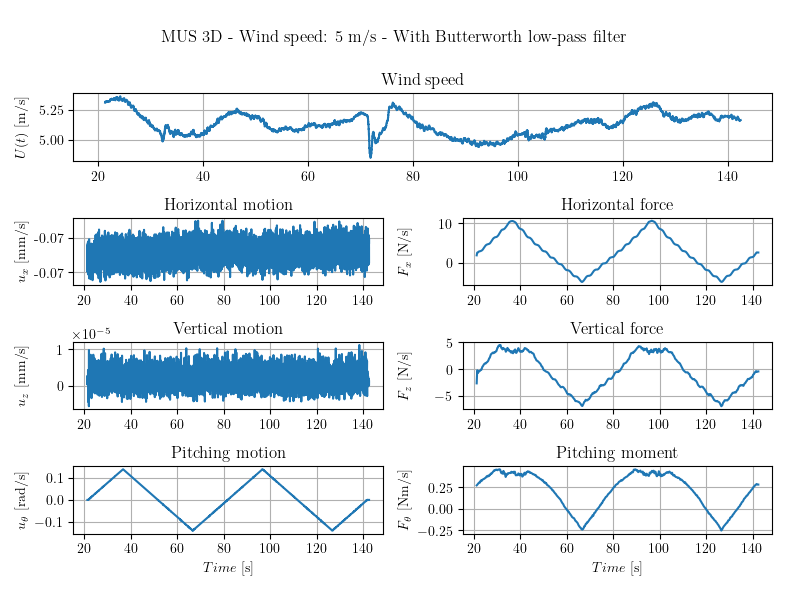 MUS 3D - Wind speed: 5 m/s - With Butterworth low-pass filter
Wind speed
U(t) [m/s]
5.25
5.00
20 40 60 80 100 120 140
Horizontal motion
u_x [mm/s]
-0.07
-0.07
20 40 60 80 100 120 140
Horizontal force
F_x [N/s]
10
0
20 40 60 80 100 120 140
Vertical motion
×10⁻⁵
u_z [mm/s]
1
0
20 40 60 80 100 120 140
Vertical force
F_z [N/s]
5
0
−5
20 40 60 80 100 120 140
Pitching motion
u_θ [rad/s]
0.1
0.0
−0.1
20 40 60 80 100 120 140
Time [s]
Pitching moment
F_θ [Nm/s]
0.25
0.00
−0.25
20 40 60 80 100 120 140
Time [s]